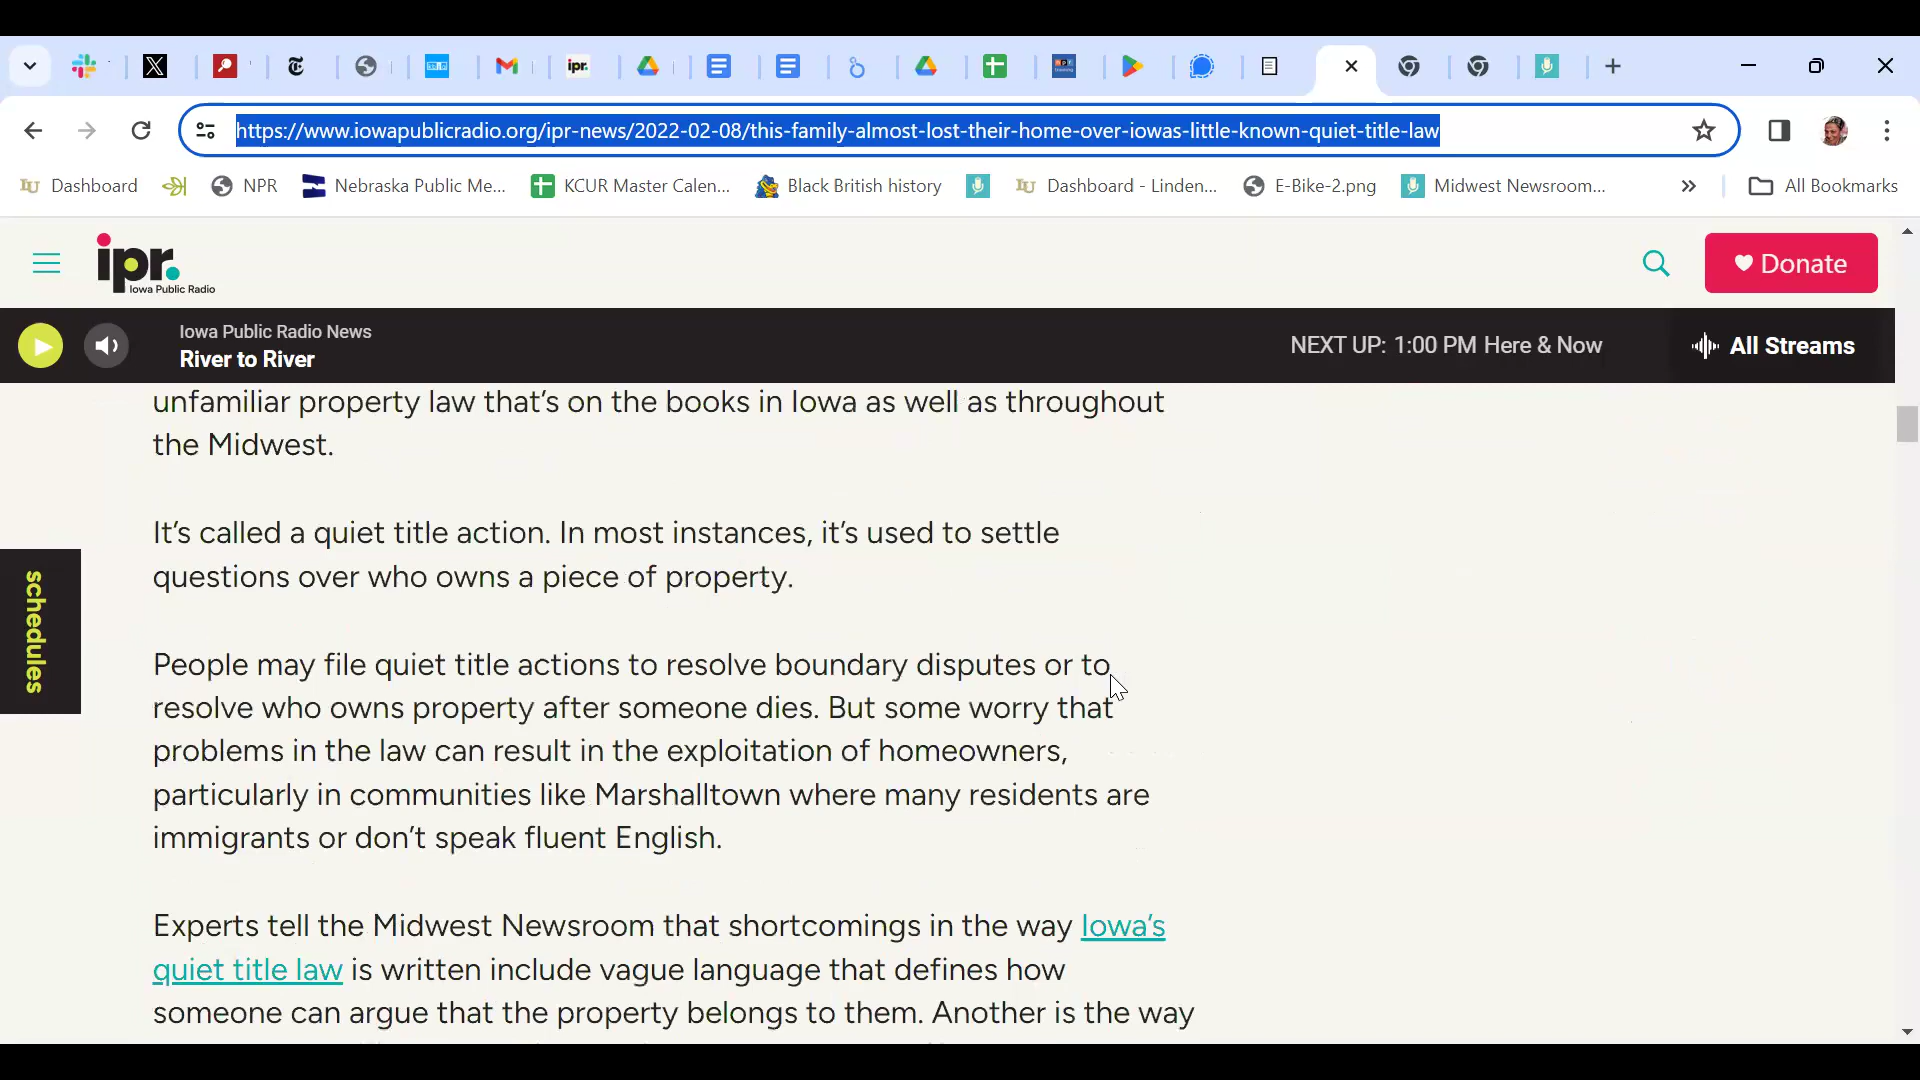 ipr.
https://www.iowapublicradio.org/ipr-news/2022-02-08/this-family-almost-lost-their-home-over-iowas-little-known-quiet-title-law
Dashboard
NPR
Nebraska Public Me...
KCUR Master Calen...
Black British history
Dashboard - Linden...
E-Bike-2.png
Midwest Newsroom...
All Bookmarks
ipr.
Iowa Public Radio
Donate
Iowa Public Radio News
River to River
NEXT UP: 1:00 PM Here & Now
All Streams
schedules
unfamiliar property law that’s on the books in Iowa as well as throughout
the Midwest.
It’s called a quiet title action. In most instances, it’s used to settle
questions over who owns a piece of property.
People may file quiet title actions to resolve boundary disputes or to
resolve who owns property after someone dies. But some worry that
problems in the law can result in the exploitation of homeowners,
particularly in communities like Marshalltown where many residents are
immigrants or don’t speak fluent English.
Experts tell the Midwest Newsroom that shortcomings in the way Iowa’s
quiet title law is written include vague language that defines how
someone can argue that the property belongs to them. Another is the way